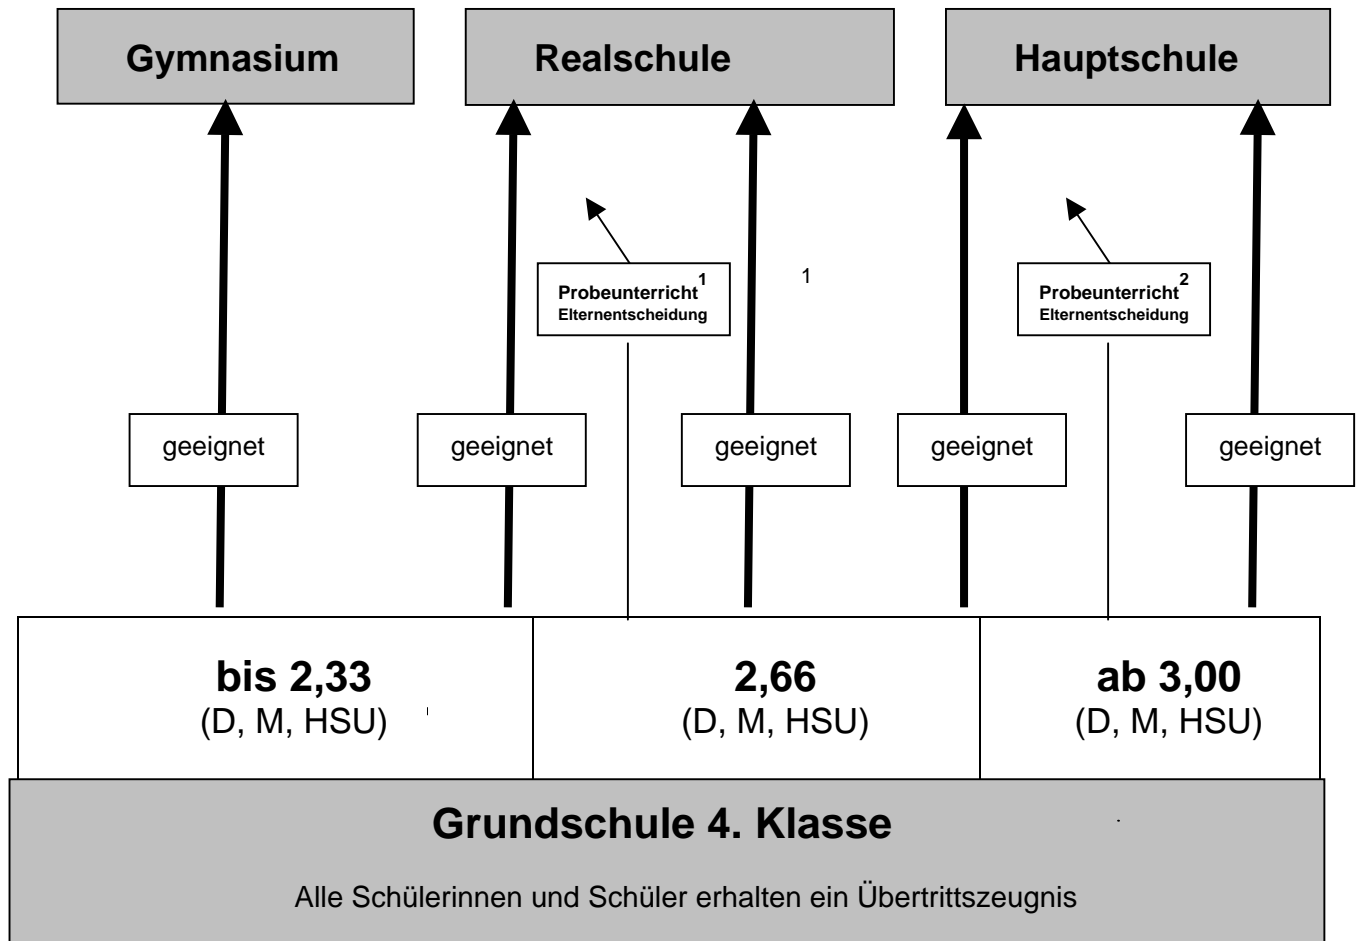 Gymnasium
Realschule
Hauptschule
Probeunterricht1
Elternentscheidung
1
Probeunterricht2
Elternentscheidung
geeignet
geeignet
geeignet
geeignet
geeignet
bis 2,33
(D, M, HSU)
2,66
(D, M, HSU)
ab 3,00
(D, M, HSU)
Grundschule 4. Klasse
Alle Schülerinnen und Schüler erhalten ein Übertrittszeugnis